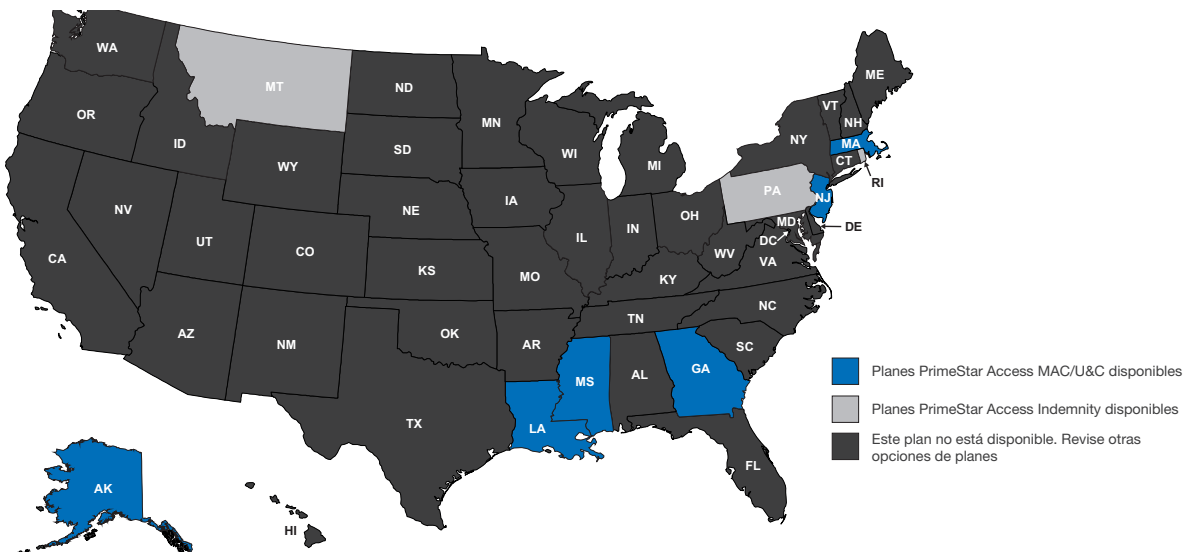 WA
MT
ND
MN
ME
VT
NH
OR
ID
SD
WI
MI
NY
MA
CT
RI
WY
IA
NE
PA
NJ
NV
UT
CO
IL
IN
OH
MD
DE
DC
WV
VA
CA
KS
MO
KY
NC
AZ
NM
OK
AR
TN
SC
MS
AL
GA
TX
LA
FL
AK
HI
Planes PrimeStar Access MAC/U&C disponibles
Planes PrimeStar Access Indemnity disponibles
Este plan no está disponible. Revise otras
opciones de planes